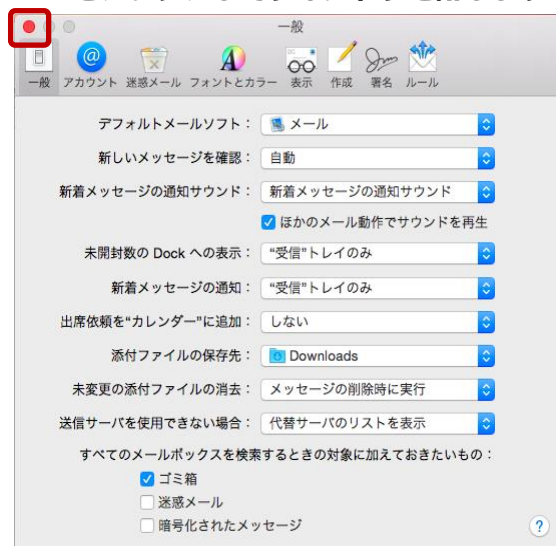 一般
一般 アカウント 迷惑メール フォントとカラー 表示 作成 署名 ルール
デフォルトメールソフト： メール
新しいメッセージを確認： 自動
新着メッセージの通知サウンド： 新着メッセージの通知サウンド
ほかのメール動作でサウンドを再生
未開封数の Dock への表示： “受信”トレイのみ
新着メッセージの通知： “受信”トレイのみ
出席依頼を“カレンダー”に追加： しない
添付ファイルの保存先： Downloads
未変更の添付ファイルの消去： メッセージの削除時に実行
送信サーバを使用できない場合： 代替サーバのリストを表示
すべてのメールボックスを検索するときの対象に加えておきたいもの：
ゴミ箱
迷惑メール
暗号化されたメッセージ
?